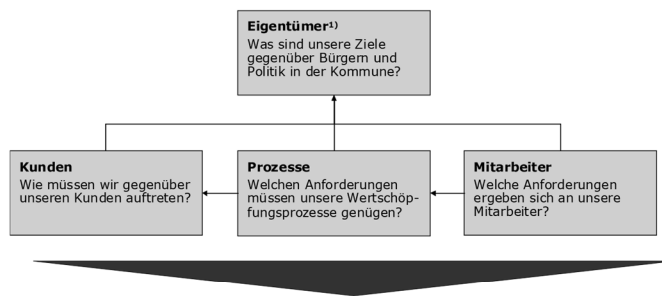 Eigentümer¹⁾
Was sind unsere Ziele
gegenüber Bürgern und
Politik in der Kommune?
Kunden
Wie müssen wir gegenüber
unseren Kunden auftreten?
Prozesse
Welchen Anforderungen
müssen unsere Wertschöp-
fungsprozesse genügen?
Mitarbeiter
Welche Anforderungen
ergeben sich an unsere
Mitarbeiter?